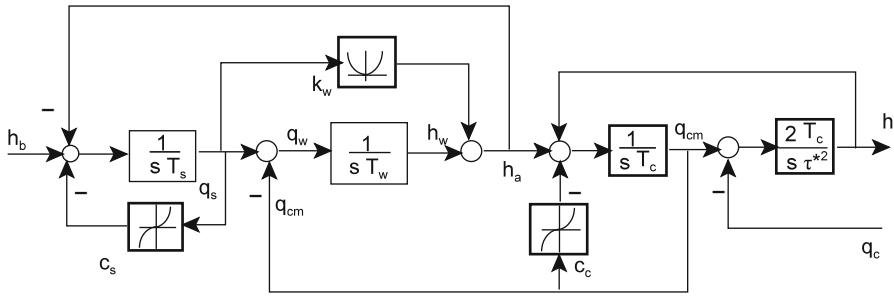 −
h_b
1
s T_s
q_s
−
c_s
k_w
q_w
−
q_cm
1
s T_w
h_w
h_a
−
c_c
1
s T_c
q_cm
−
2 T_c
s τ*2
h
q_c